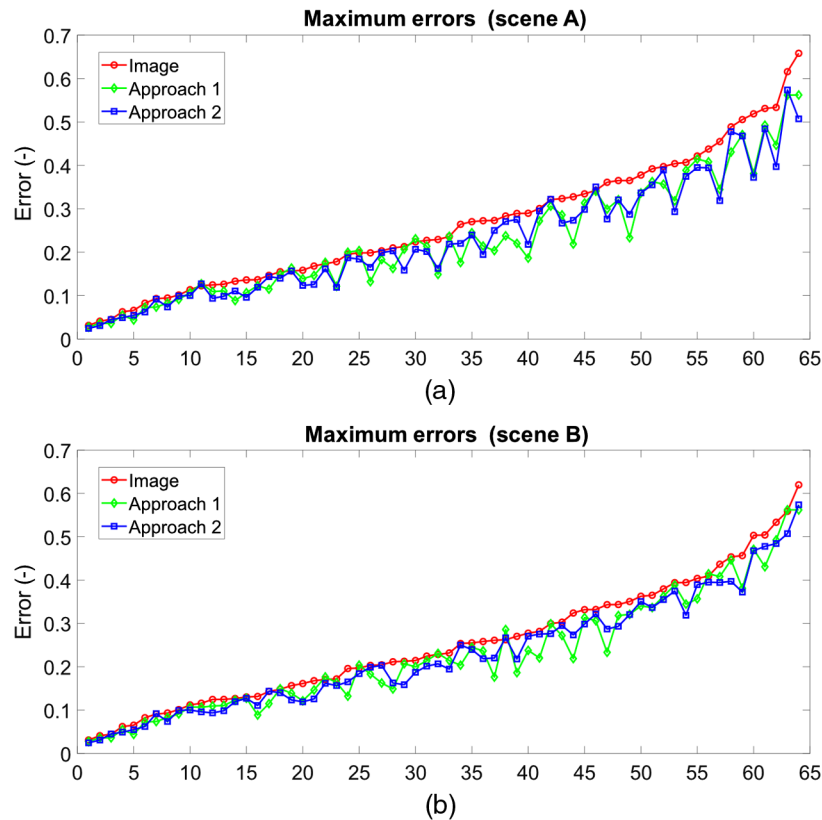 Maximum errors (scene A)
0.7
0.6
0.5
0.4
0.3
0.2
0.1
0
Error (-)
Image
Approach 1
Approach 2
0 5 10 15 20 25 30 35 40 45 50 55 60 65
(a)
Maximum errors (scene B)
0.7
0.6
0.5
0.4
0.3
0.2
0.1
0
Error (-)
Image
Approach 1
Approach 2
0 5 10 15 20 25 30 35 40 45 50 55 60 65
(b)